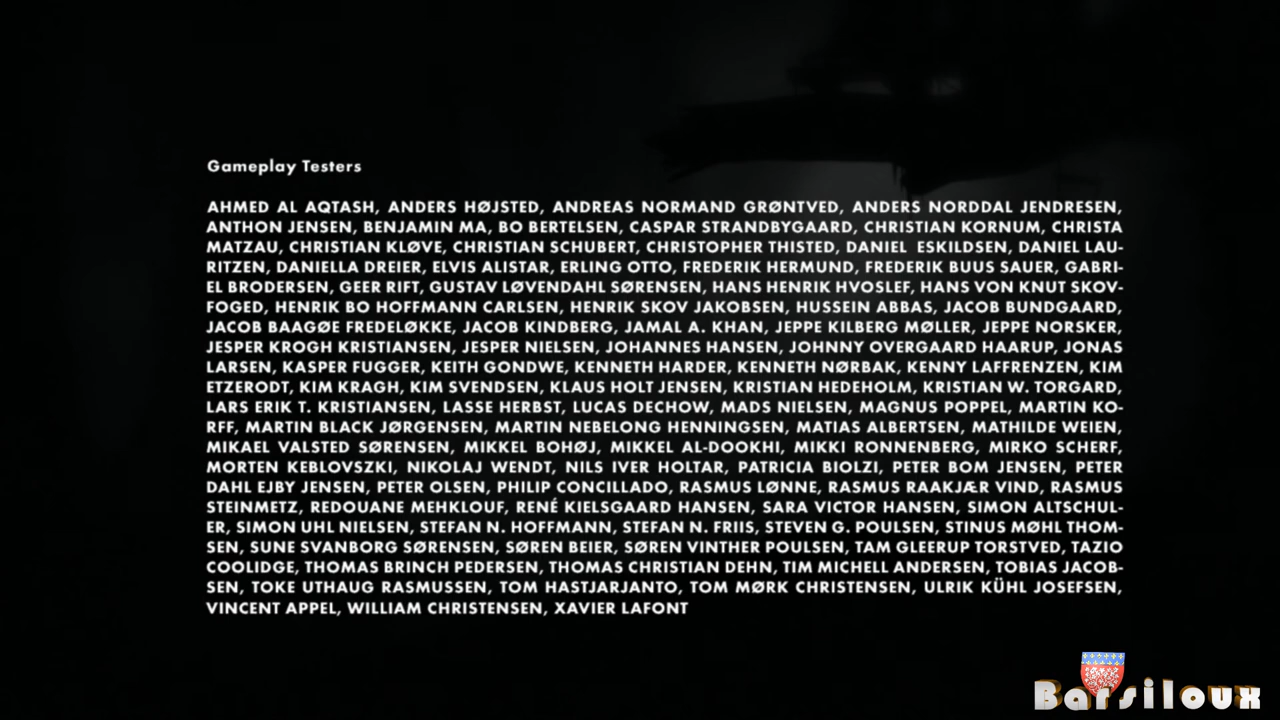 Gameplay Testers
AHMED AL AQTASH, ANDERS HØJSTED, ANDREAS NORMAND GRØNTVED, ANDERS NORDDAL JENDRESEN,
ANTHON JENSEN, BENJAMIN MA, BO BERTELSEN, CASPAR STRANDBYGAARD, CHRISTIAN KORNUM, CHRISTA
MATZAU, CHRISTIAN KLØVE, CHRISTIAN SCHUBERT, CHRISTOPHER THISTED, DANIEL ESKILDSEN, DANIEL LAU-
RITZEN, DANIELLA DREIER, ELVIS ALISTAR, ERLING OTTO, FREDERIK HERMUND, FREDERIK BUUS SAUER, GABRI-
EL BRODERSEN, GEER RIFT, GUSTAV LØVENDAHL SØRENSEN, HANS HENRIK HVOSLEF, HANS VON KNUT SKOV-
FOGED, HENRIK BO HOFFMANN CARLSEN, HENRIK SKOV JAKOBSEN, HUSSEIN ABBAS, JACOB BUNDGAARD,
JACOB BAAGØE FREDELØKKE, JACOB KINDBERG, JAMAL A. KHAN, JEPPE KILBERG MØLLER, JEPPE NORSKER,
JESPER KROGH KRISTIANSEN, JESPER NIELSEN, JOHANNES HANSEN, JOHNNY OVERGAARD HAARUP, JONAS
LARSEN, KASPER FUGGER, KEITH GONDWE, KENNETH HARDER, KENNETH NØRBAK, KENNY LAFFRENZEN, KIM
ETZERODT, KIM KRAGH, KIM SVENDSEN, KLAUS HOLT JENSEN, KRISTIAN HEDEHOLM, KRISTIAN W. TORGARD,
LARS ERIK T. KRISTIANSEN, LASSE HERBST, LUCAS DECHOW, MADS NIELSEN, MAGNUS POPPEL, MARTIN KO-
RFF, MARTIN BLACK JØRGENSEN, MARTIN NEBELONG HENNINGSEN, MATIAS ALBERTSEN, MATHILDE WEIEN,
MIKAEL VALSTED SØRENSEN, MIKKEL BOHØJ, MIKKEL AL-DOOKHI, MIKKI RONNENBERG, MIRKO SCHERF,
MORTEN KEBLOVSZKI, NIKOLAJ WENDT, NILS IVER HOLTAR, PATRICIA BIOLZI, PETER BOM JENSEN, PETER
DAHL EJBY JENSEN, PETER OLSEN, PHILIP CONCILLADO, RASMUS LØNNE, RASMUS RAAKJÆR VIND, RASMUS
STEINMETZ, REDOUANE MEHKLOUF, RENÉ KIELSGAARD HANSEN, SARA VICTOR HANSEN, SIMON ALTSCHUL-
ER, SIMON UHL NIELSEN, STEFAN N. HOFFMANN, STEFAN N. FRIIS, STEVEN G. POULSEN, STINUS MØHL THOM-
SEN, SUNE SVANBORG SØRENSEN, SØREN BEIER, SØREN VINTHER POULSEN, TAM GLEERUP TORSTVED, TAZIO
COOLIDGE, THOMAS BRINCH PEDERSEN, THOMAS CHRISTIAN DEHN, TIM MICHELL ANDERSEN, TOBIAS JACOB-
SEN, TOKE UTHAUG RASMUSSEN, TOM HASTJARJANTO, TOM MØRK CHRISTENSEN, ULRIK KÜHL JOSEFSEN,
VINCENT APPEL, WILLIAM CHRISTENSEN, XAVIER LAFONT
Barsiloux